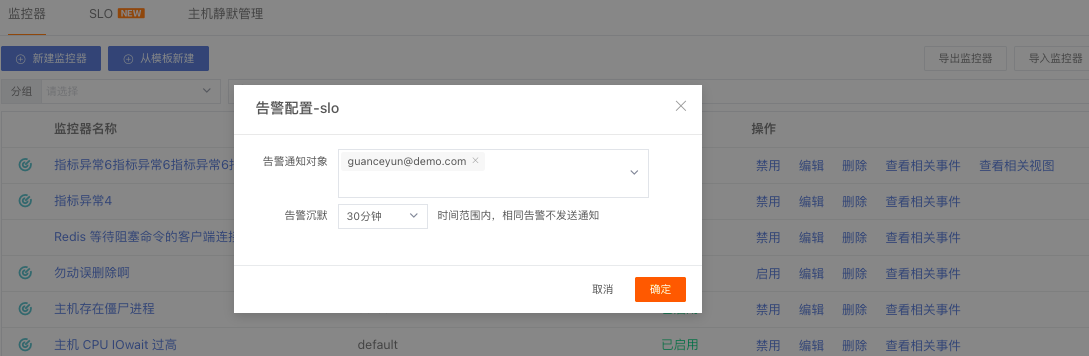 监控器 SLO NEW 主机静默管理
新建监控器 从模板新建 导出监控器 导入监控器
分组 请选择
告警配置-slo
监控器名称 操作
告警通知对象 guanceyun@demo.com
指标异常6指标异常6指标异常6 禁用 编辑 删除 查看相关事件 查看相关视图
指标异常4 禁用 编辑 删除 查看相关事件
告警沉默 30分钟 时间范围内，相同告警不发送通知
Redis 等待阻塞命令的客户端连 禁用 编辑 删除 查看相关事件
勿动误删除啊 启用 编辑 删除 查看相关事件
取消 确定
主机存在僵尸进程 禁用 编辑 删除 查看相关事件
主机 CPU IOwait 过高 default 已启用 禁用 编辑 删除 查看相关事件